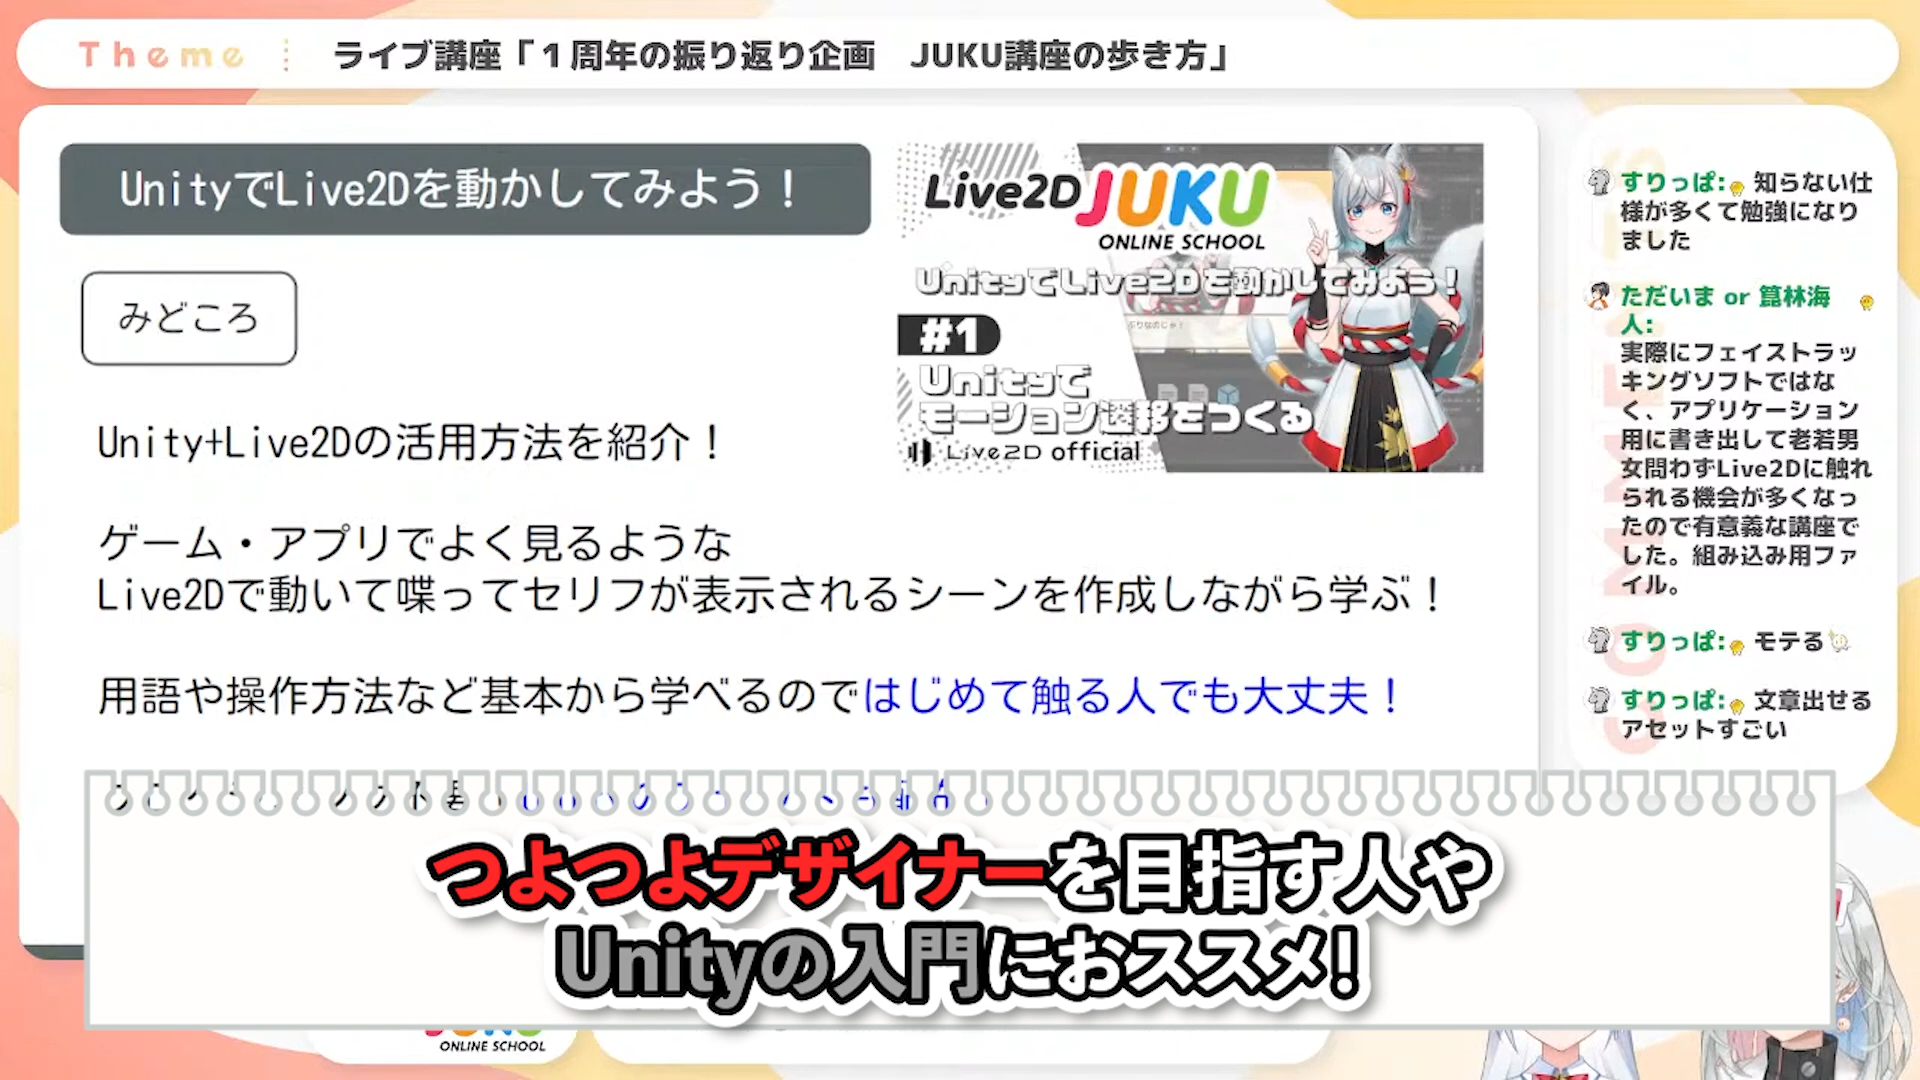 Theme
ライブ講座「１周年の振り返り企画　JUKU講座の歩き方」
UnityでLive2Dを動かしてみよう！
みどころ
Unity+Live2Dの活用方法を紹介！
ゲーム・アプリでよく見るような
Live2Dで動いて喋ってセリフが表示されるシーンを作成しながら学ぶ！
用語や操作方法など基本から学べるのではじめて触る人でも大丈夫！
Live2D JUKU
ONLINE SCHOOL
UnityでLive2Dを動かしてみよう！
#1
Unityで
モーション遷移をつくる
Live2D official
すりっぱ: 知らない仕
様が多くて勉強になり
ました
ただいま or 篂林海
人:
実際にフェイストラッ
キングソフトではな
く、アプリケーション
用に書き出して老若男
女問わずLive2Dに触れ
られる機会が多くなっ
たので有意義な講座で
した。組み込み用ファ
イル。
すりっぱ: モテる
すりっぱ: 文章出せる
アセットすごい
つよつよデザイナーを目指す人や
Unityの入門におススメ！
ONLINE SCHOOL